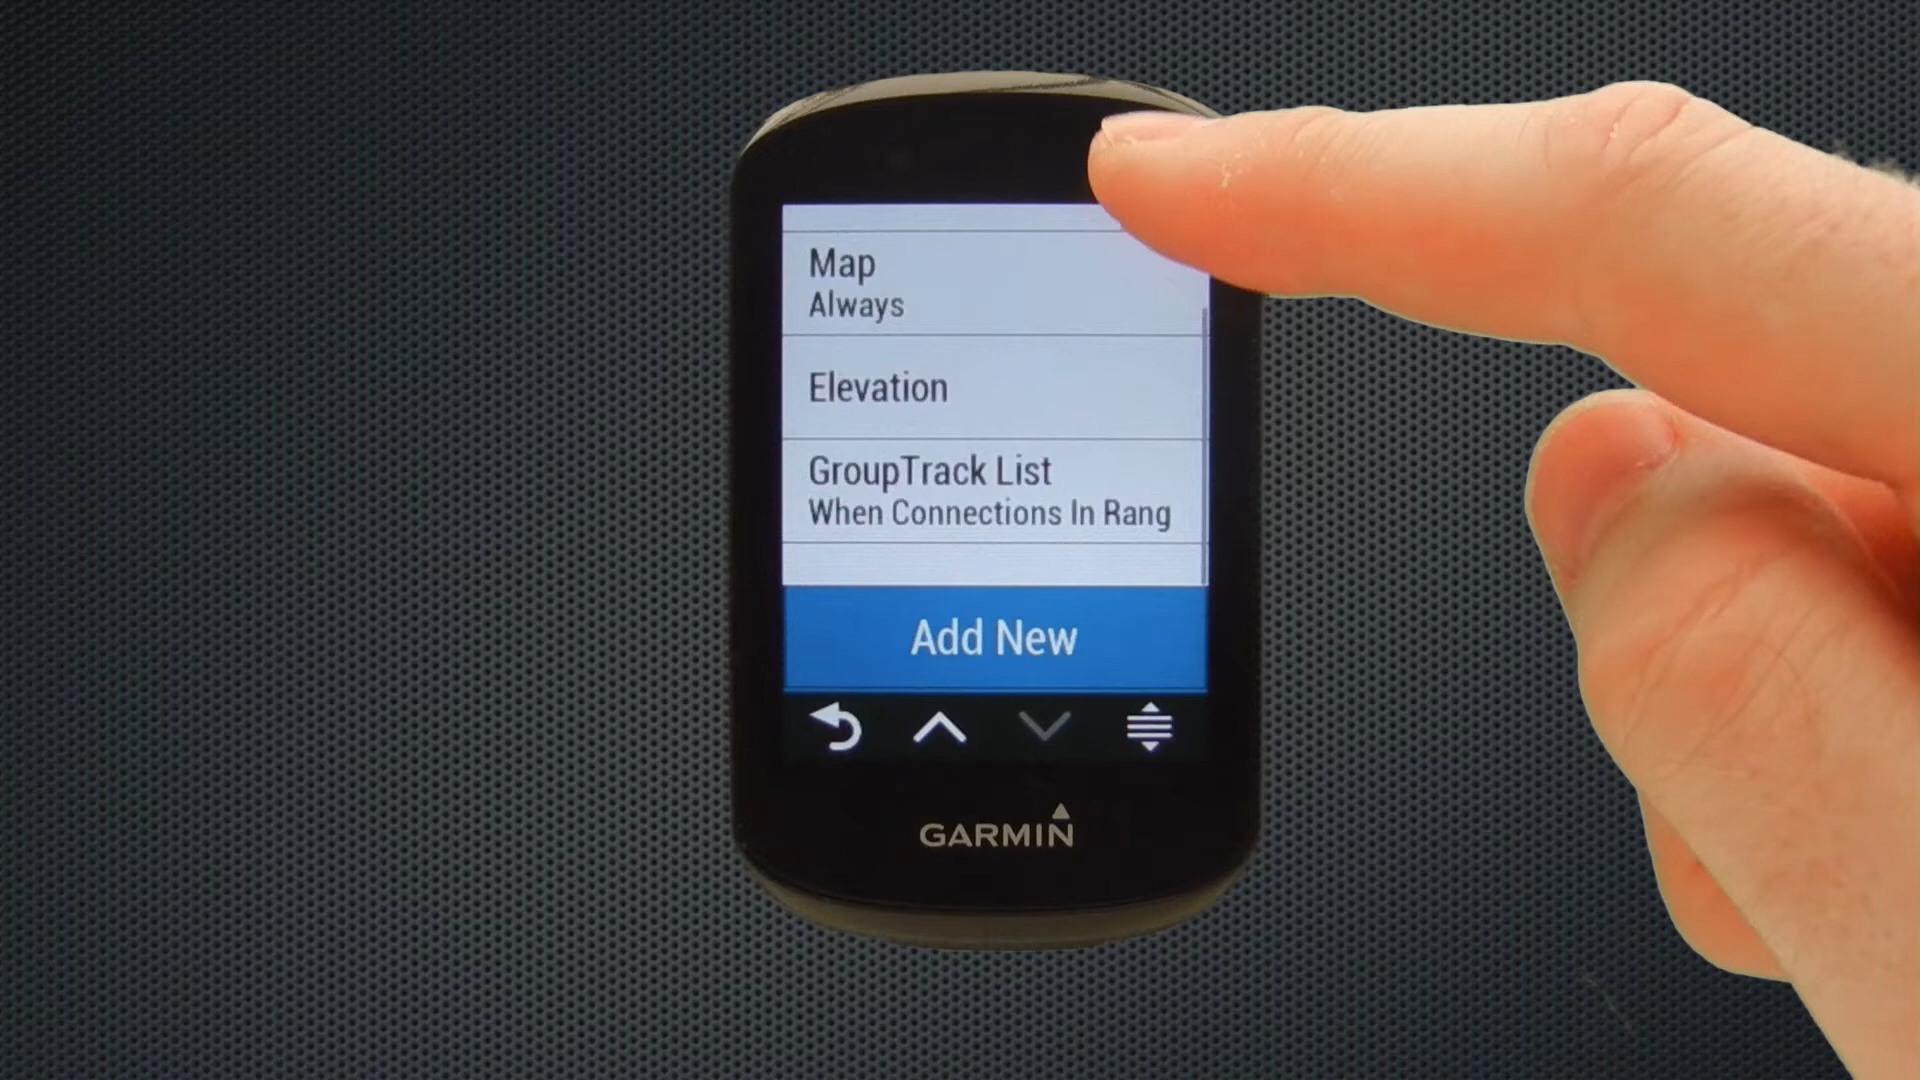 Map
Always
Elevation
GroupTrack List
When Connections In Rang
Add New
GARMIN